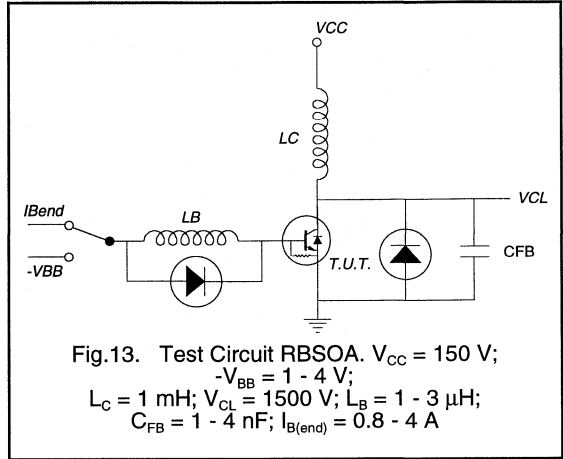 VCC
LC
VCL
IBend
LB
-VBB
T.U.T.
CFB
Fig.13. Test Circuit RBSOA. VCC = 150 V;
-VBB = 1 - 4 V;
LC = 1 mH; VCL = 1500 V; LB = 1 - 3 μH;
CFB = 1 - 4 nF; IB(end) = 0.8 - 4 A